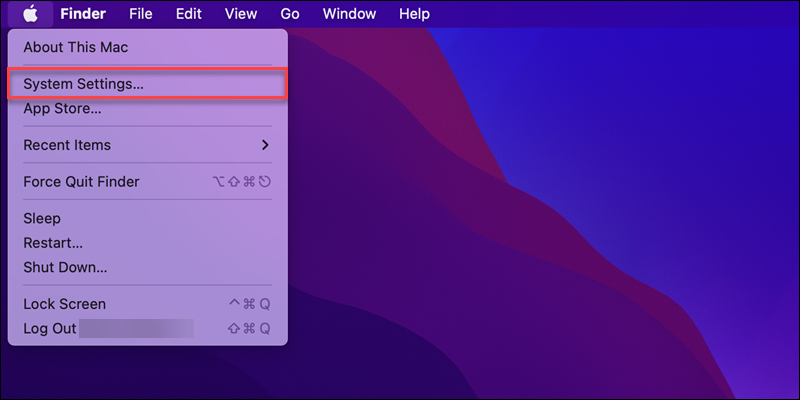 Finder File Edit View Go Window Help
About This Mac
System Settings...
App Store...
Recent Items
Force Quit Finder ⌥⇧⌘⎋
Sleep
Restart...
Shut Down...
Lock Screen ^⌘Q
Log Out ⇧⌘Q